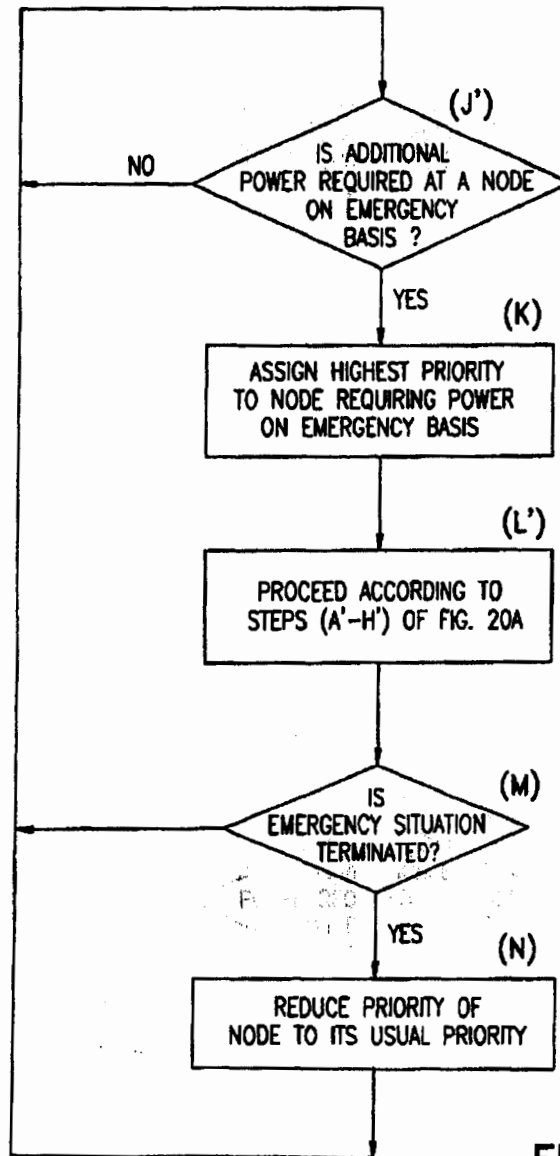 (J')
IS ADDITIONAL
POWER REQUIRED AT A NODE
ON EMERGENCY
BASIS ?
NO
YES
(K)
ASSIGN HIGHEST PRIORITY
TO NODE REQUIRING POWER
ON EMERGENCY BASIS
(L')
PROCEED ACCORDING TO
STEPS (A'-H') OF FIG. 20A
(M)
IS
EMERGENCY SITUATION
TERMINATED?
YES
(N)
REDUCE PRIORITY OF
NODE TO ITS USUAL PRIORITY